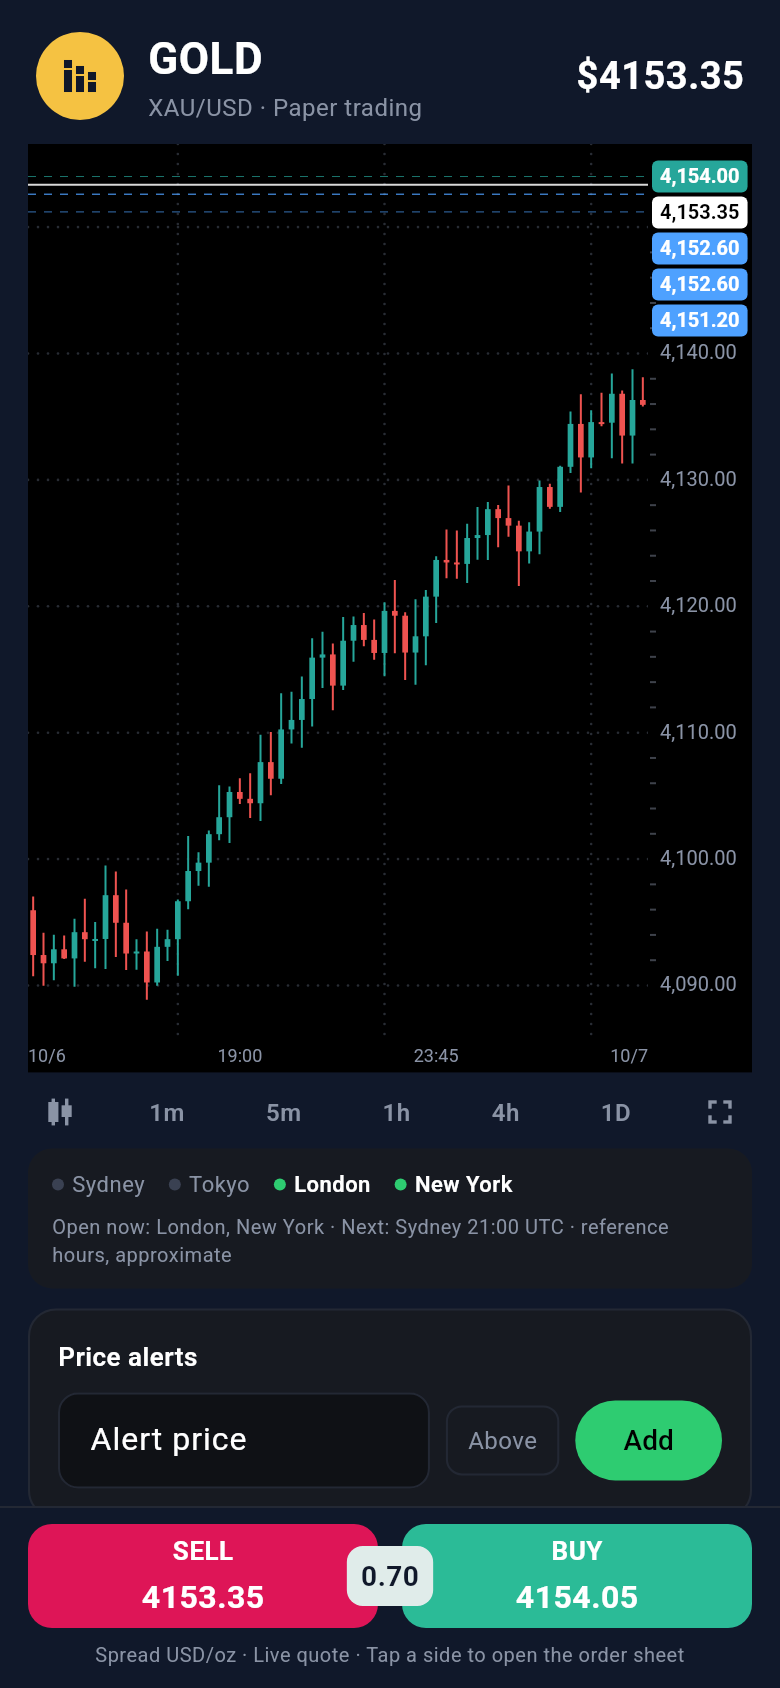 GOLD
XAU/USD · Paper trading
$4153.35
4,154.00
4,153.35
4,152.60
4,152.60
4,151.20
4,140.00
4,130.00
4,120.00
4,110.00
4,100.00
4,090.00
10/6 19:00 23:45 10/7
1m 5m 1h 4h 1D
Sydney Tokyo London New York
Open now: London, New York · Next: Sydney 21:00 UTC · reference
hours, approximate
Price alerts
Alert price Above Add
SELL
4153.35
0.70
BUY
4154.05
Spread USD/oz · Live quote · Tap a side to open the order sheet